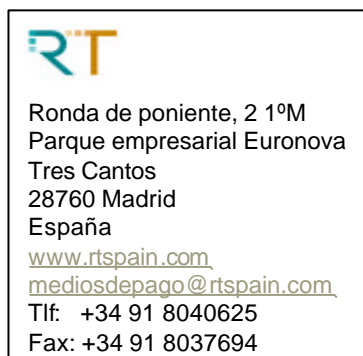 RT
Ronda de poniente, 2 1ºM
Parque empresarial Euronova
Tres Cantos
28760 Madrid
España
www.rtspain.com
mediosdepago@rtspain.com
Tlf: +34 91 8040625
Fax: +34 91 8037694